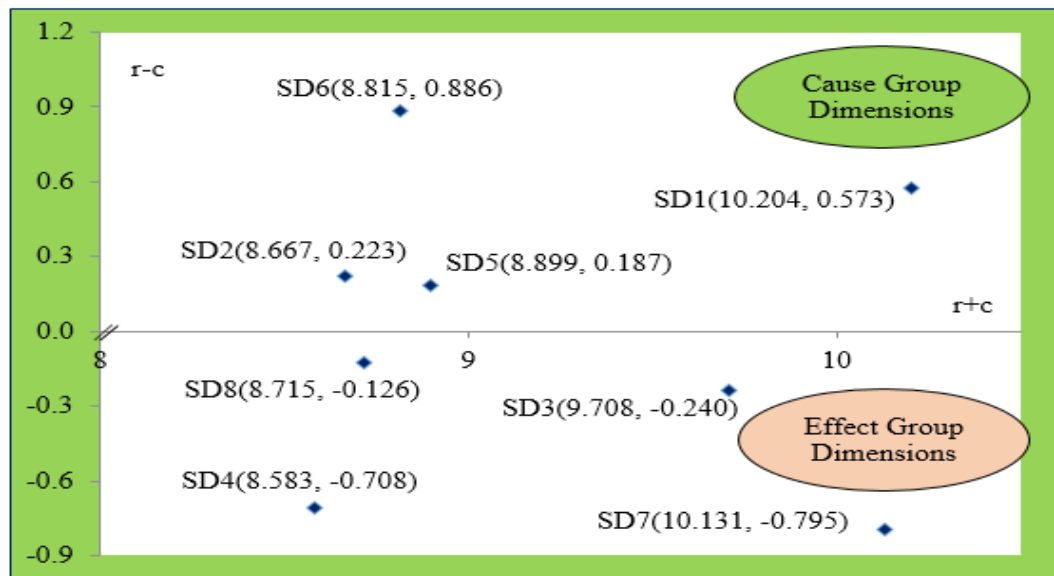 1.2
r-c
Cause Group
Dimensions
SD6(8.815, 0.886)
0.9
0.6
SD1(10.204, 0.573)
SD2(8.667, 0.223)
SD5(8.899, 0.187)
0.3
r+c
0.0
8
9
10
SD8(8.715, -0.126)
SD3(9.708, -0.240)
-0.3
Effect Group
Dimensions
SD4(8.583, -0.708)
-0.6
SD7(10.131, -0.795)
-0.9